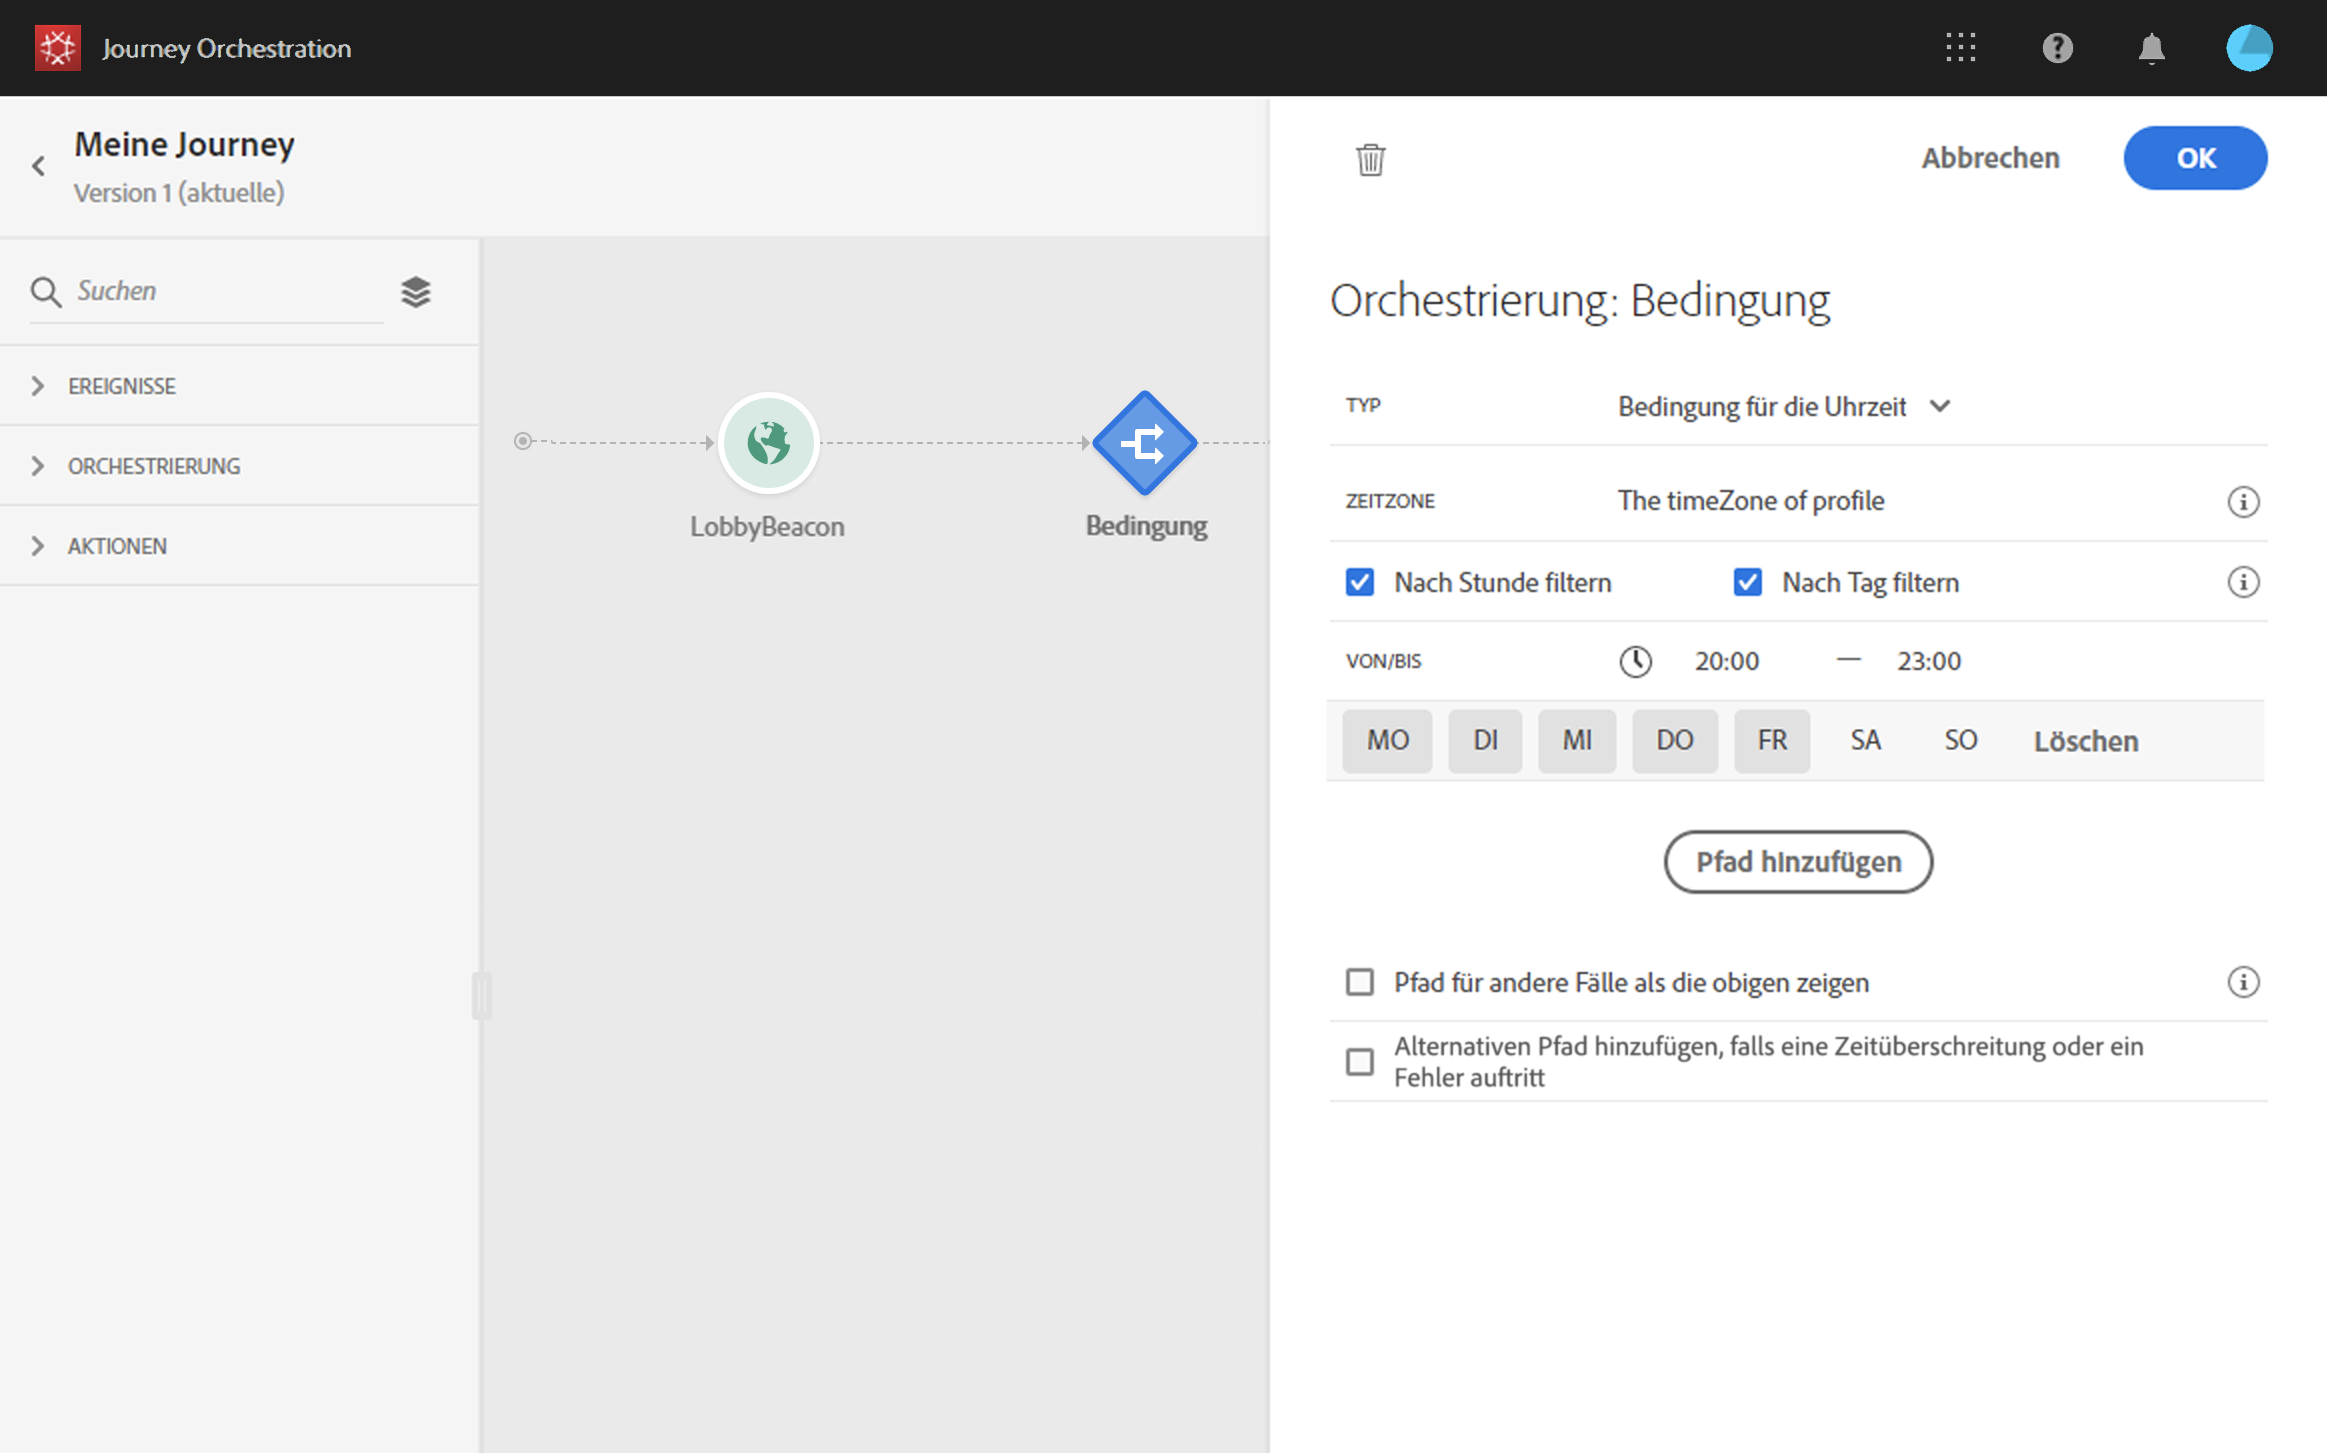 Journey Orchestration
Meine Journey
Version 1 (aktuelle)
Suchen
EREIGNISSE
ORCHESTRIERUNG
AKTIONEN
LobbyBeacon
Bedingung
Abbrechen
OK
Orchestrierung: Bedingung
TYP Bedingung für die Uhrzeit
ZEITZONE The timeZone of profile
Nach Stunde filtern Nach Tag filtern
VON/BIS 20:00 — 23:00
MO DI MI DO FR SA SO Löschen
Pfad hinzufügen
Pfad für andere Fälle als die obigen zeigen
Alternativen Pfad hinzufügen, falls eine Zeitüberschreitung oder ein
Fehler auftritt